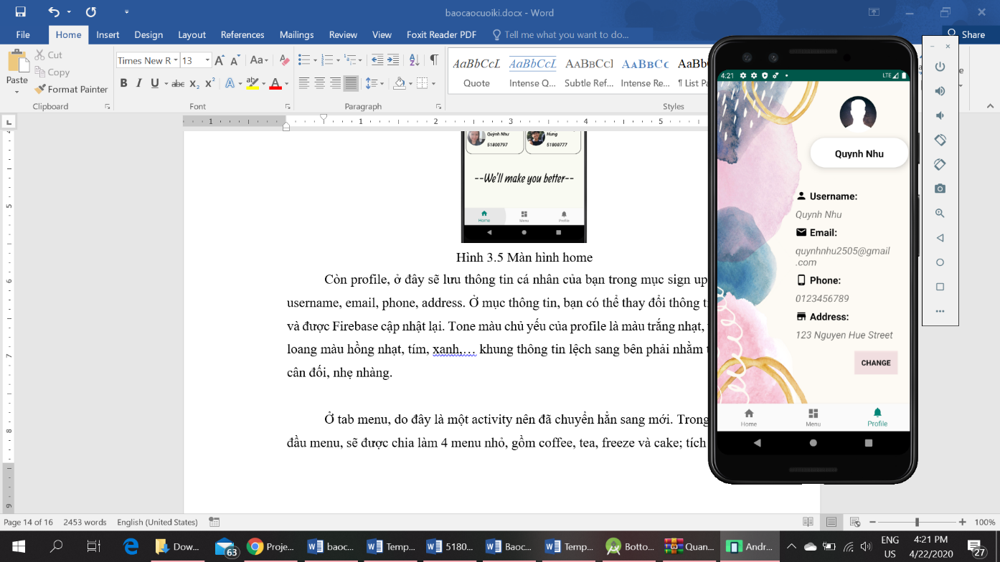 baocaocuoiki.docx - Word
File Home Insert Design Layout References Mailings Review View Foxit Reader PDF Tell me what you want to do... Share
Paste
Cut
Copy
Format Painter
Clipboard
Times New R 13
Font
Paragraph
AaBbCcL AaBbCcL AaBbCcI AaBbCc AaBb
Quote Intense Q... Subtle Ref... Intense Re... ¶ List Pa
Styles
1 1 2 3 4 5
Quỳnh Như Hưng
51800797 51800777
--We'll make you better--
Home Menu Profile
Hình 3.5 Màn hình home
Còn profile, ở đây sẽ lưu thông tin cá nhân của bạn trong mục sign up
username, email, phone, address. Ở mục thông tin, bạn có thể thay đổi thông t
và được Firebase cập nhật lại. Tone màu chủ yếu của profile là màu trắng nhạt,
loang màu hồng nhạt, tím, xanh,… khung thông tin lệch sang bên phải nhằm t
cân đối, nhẹ nhàng.
Ở tab menu, do đây là một activity nên đã chuyển hẳn sang mới. Trong
đầu menu, sẽ được chia làm 4 menu nhỏ, gồm coffee, tea, freeze và cake; tích
4:21 LTE
Quynh Nhu
Username:
Quynh Nhu
Email:
quynhnhu2505@gmail
.com
Phone:
0123456789
Address:
123 Nguyen Hue Street
CHANGE
Home Menu Profile
Page 14 of 16 2453 words English (United States) 100%
63 Dow... Proje... baoc... Temp... 5180... Baoc... Temp... Botto... Quan... Andr...
ENG
US
4:21 PM
4/22/2020
27